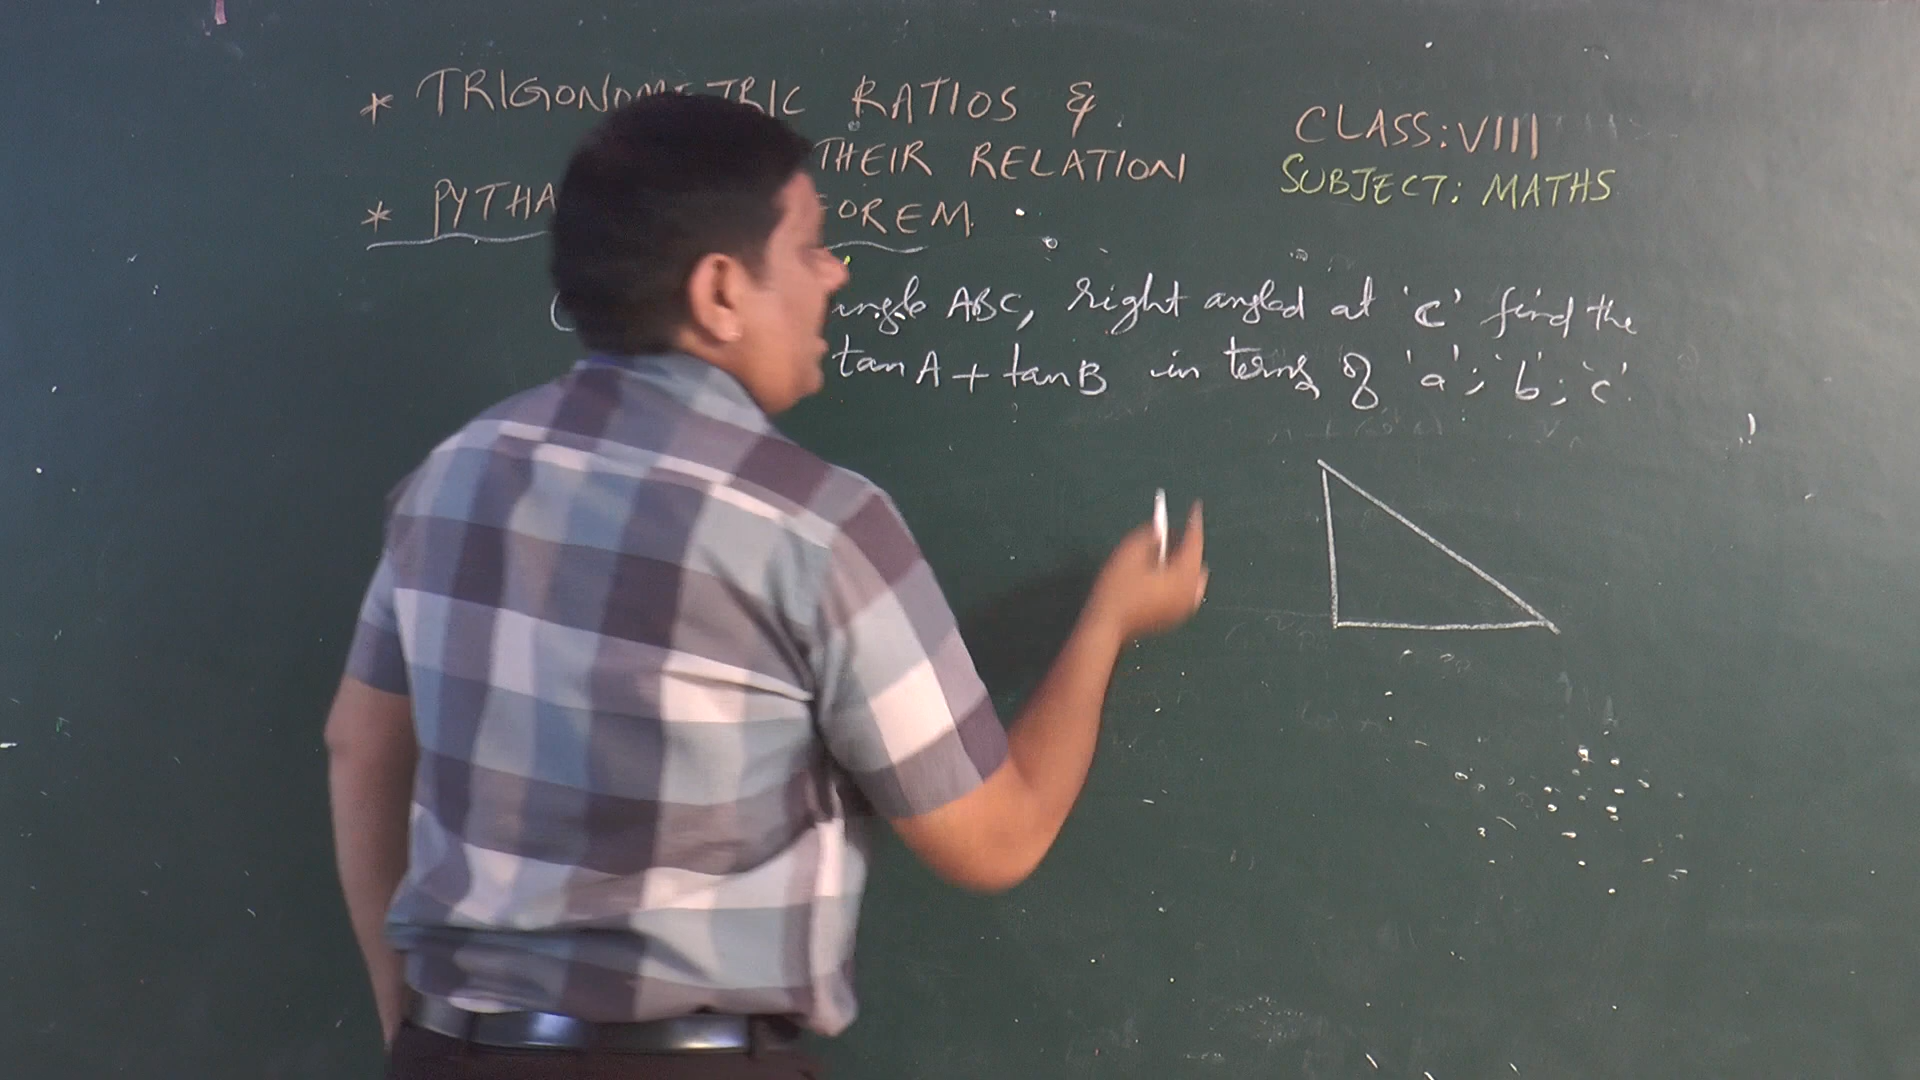 * TRIGONOMETRIC RATIOS &
THEIR RELATION
* PYTHA OREM.
CLASS: VIII
SUBJECT: MATHS
angle ABC, right angled at 'c' find the
tan A + tan B in terms of 'a'; 'b'; 'c'.